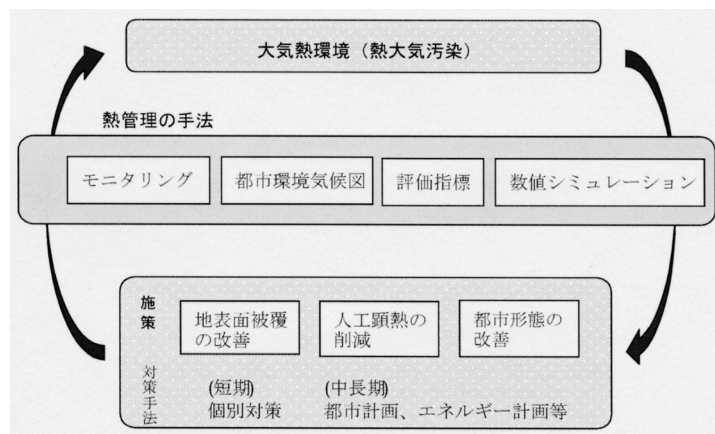 大気熱環境（熱大気汚染）
熱管理の手法
モニタリング
都市環境気候図
評価指標
数値シミュレーション
施策
地表面被覆
の改善
人工顕熱の
削減
都市形態の
改善
対策手法
(短期)
個別対策
(中長期)
都市計画、エネルギー計画等